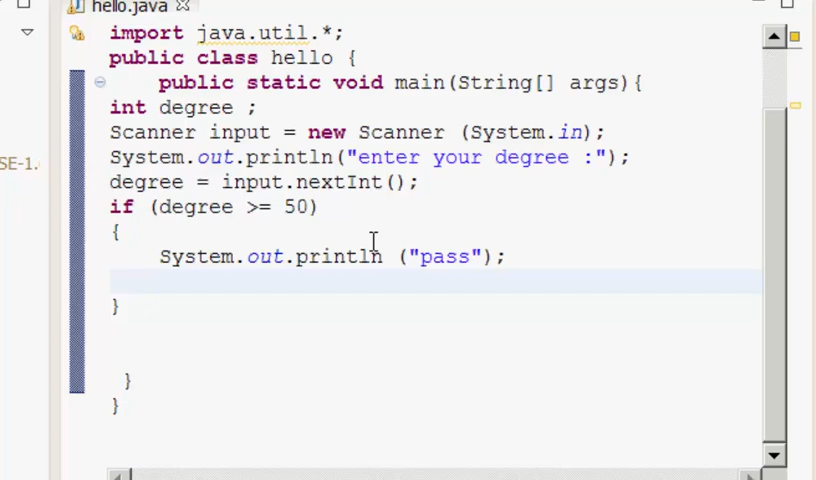 hello.java
import java.util.*;
public class hello {
public static void main(String[] args){
int degree ;
Scanner input = new Scanner (System.in);
System.out.println("enter your degree :");
SE-1.
degree = input.nextInt();
if (degree >= 50)
{
System.out.println ("pass");
}
}
}